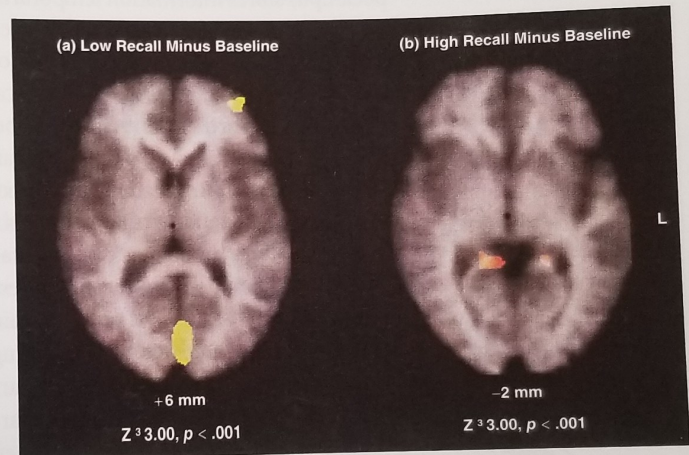 (a) Low Recall Minus Baseline
(b) High Recall Minus Baseline
L
+6 mm
Z ³ 3.00, p < .001
−2 mm
Z ³ 3.00, p < .001